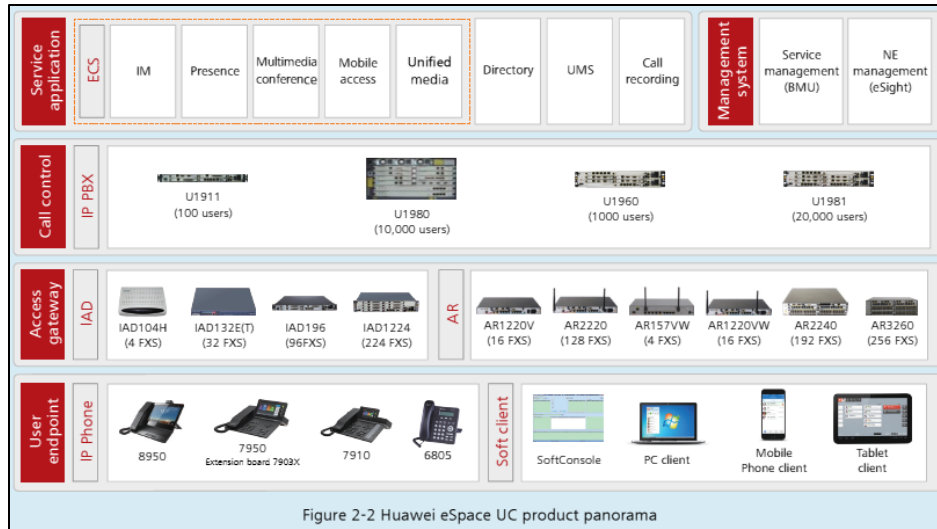 Service
application
ECS
IM
Presence
Multimedia
conference
Mobile
access
Unified
media
Directory
UMS
Call
recording
Management
system
Service
management
(BMU)
NE
management
(eSight)
Call control
IP PBX
U1911
(100 users)
U1980
(10,000 users)
U1960
(1000 users)
U1981
(20,000 users)
Access
gateway
IAD
IAD104H
(4 FXS)
IAD132E(T)
(32 FXS)
IAD196
(96FXS)
IAD1224
(224 FXS)
AR
AR1220V
(16 FXS)
AR2220
(128 FXS)
AR157VW
(4 FXS)
AR1220VW
(16 FXS)
AR2240
(192 FXS)
AR3260
(256 FXS)
User
endpoint
IP Phone
8950
7950
Extension board 7903X
7910
6805
Soft client
SoftConsole
PC client
Mobile
Phone client
Tablet
client
Figure 2-2 Huawei eSpace UC product panorama